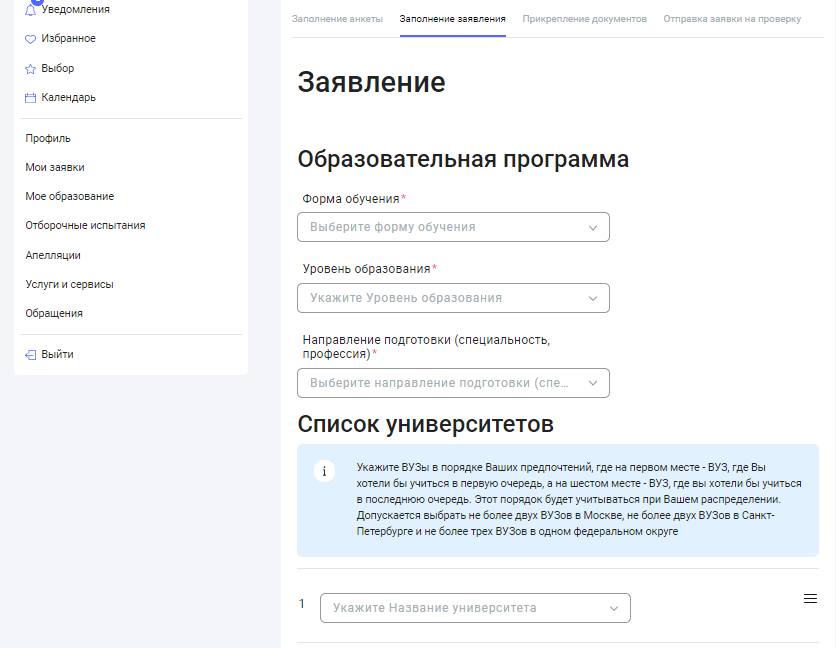 Уведомления
Избранное
Выбор
Календарь
Профиль
Мои заявки
Мое образование
Отборочные испытания
Апелляции
Услуги и сервисы
Обращения
Выйти
Заполнение анкеты Заполнение заявления Прикрепление документов Отправка заявки на проверку
Заявление
Образовательная программа
Форма обучения*
Выберите форму обучения
Уровень образования*
Укажите Уровень образования
Направление подготовки (специальность,
профессия)*
Выберите направление подготовки (спе...
Список университетов
Укажите ВУЗы в порядке Ваших предпочтений, где на первом месте - ВУЗ, где Вы
хотели бы учиться в первую очередь, а на шестом месте - ВУЗ, где вы хотели бы учиться
в последнюю очередь. Этот порядок будет учитываться при Вашем распределении.
Допускается выбрать не более двух ВУЗов в Москве, не более двух ВУЗов в Санкт-
Петербурге и не более трех ВУЗов в одном федеральном округе
1 Укажите Название университета